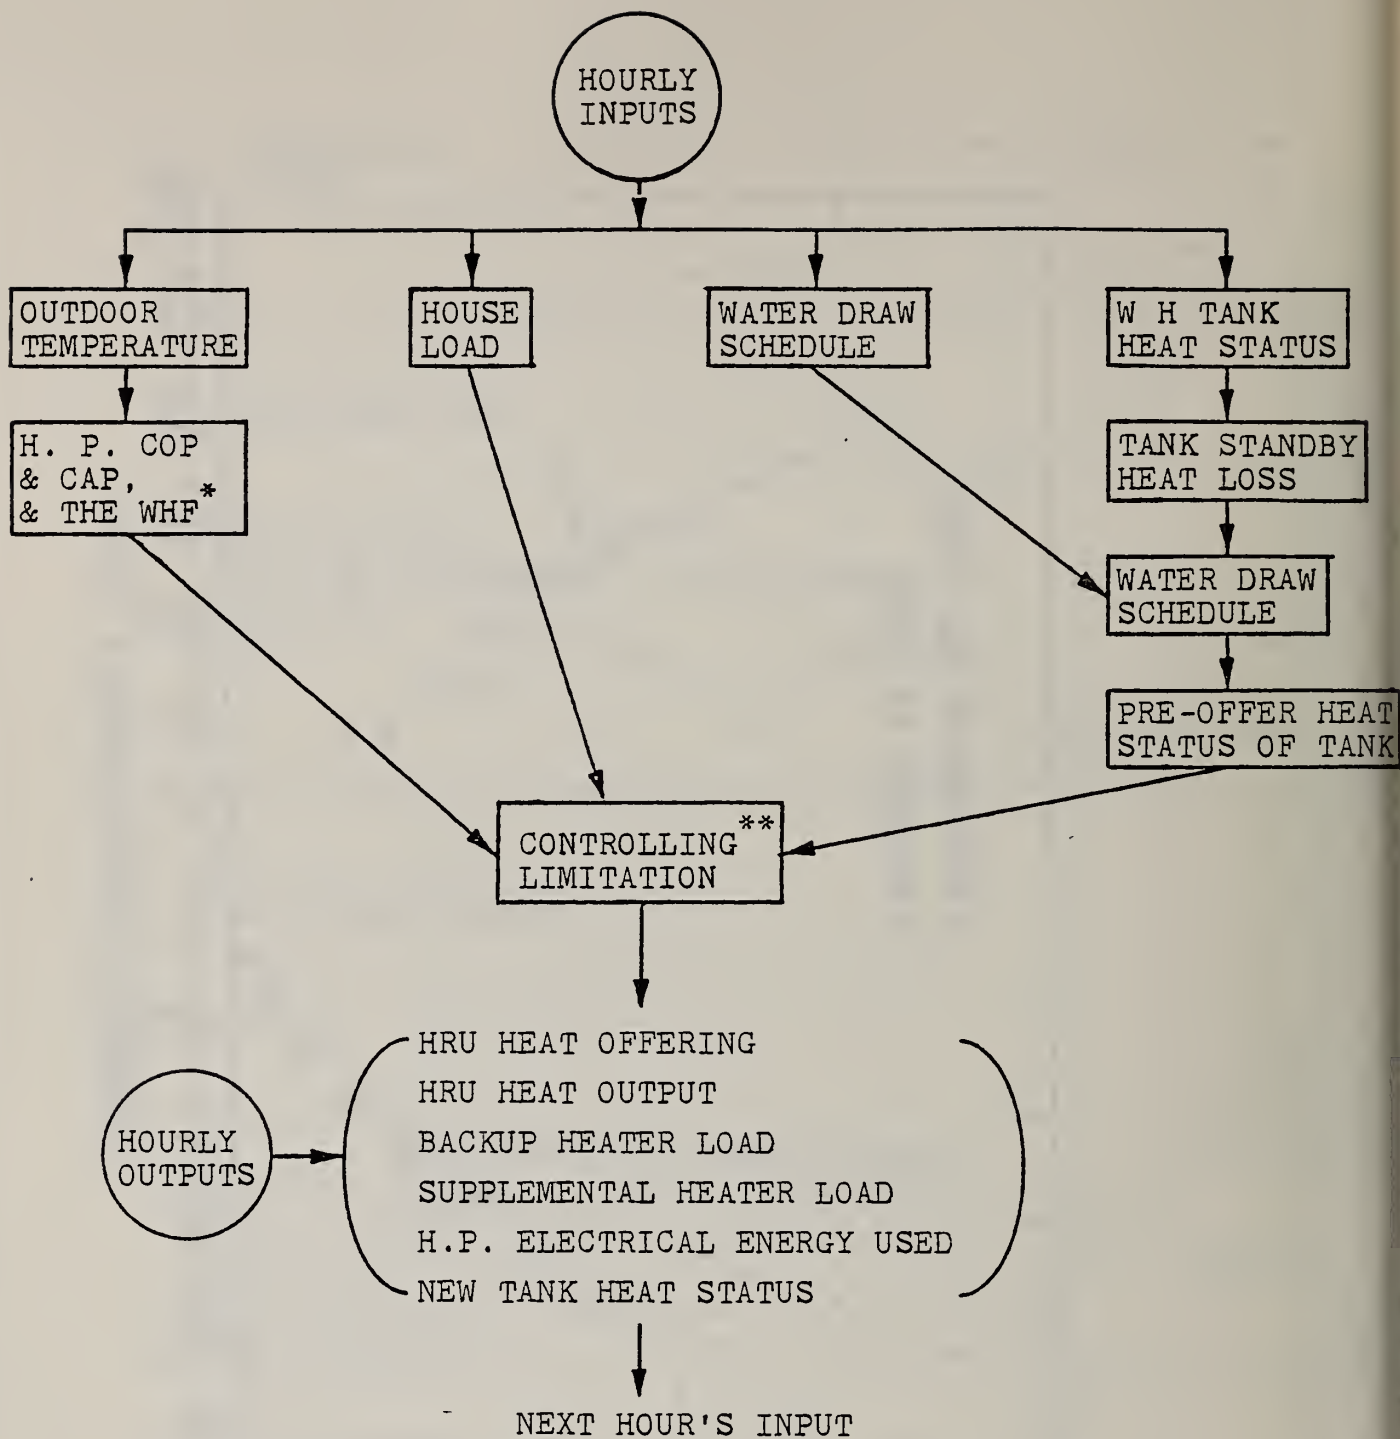 HOURLY
INPUTS
OUTDOOR
TEMPERATURE
HOUSE
LOAD
WATER DRAW
SCHEDULE
W H TANK
HEAT STATUS
H. P. COP
& CAP,
& THE WHF*
TANK STANDBY
HEAT LOSS
WATER DRAW
SCHEDULE
PRE-OFFER HEAT
STATUS OF TANK
CONTROLLING**
LIMITATION
HOURLY
OUTPUTS
HRU HEAT OFFERING
HRU HEAT OUTPUT
BACKUP HEATER LOAD
SUPPLEMENTAL HEATER LOAD
H.P. ELECTRICAL ENERGY USED
NEW TANK HEAT STATUS
NEXT HOUR'S INPUT